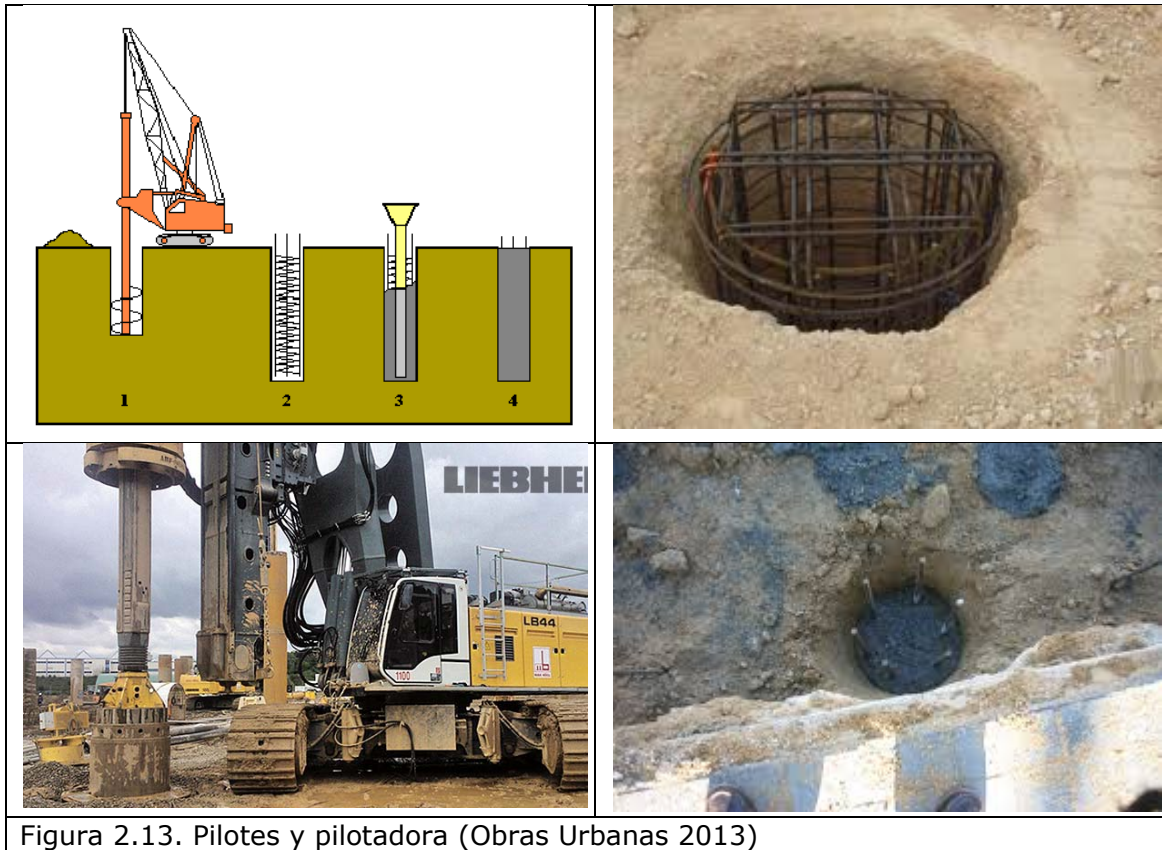 1 2 3 4
LIEBHE
LB44
1100
Figura 2.13. Pilotes y pilotadora (Obras Urbanas 2013)